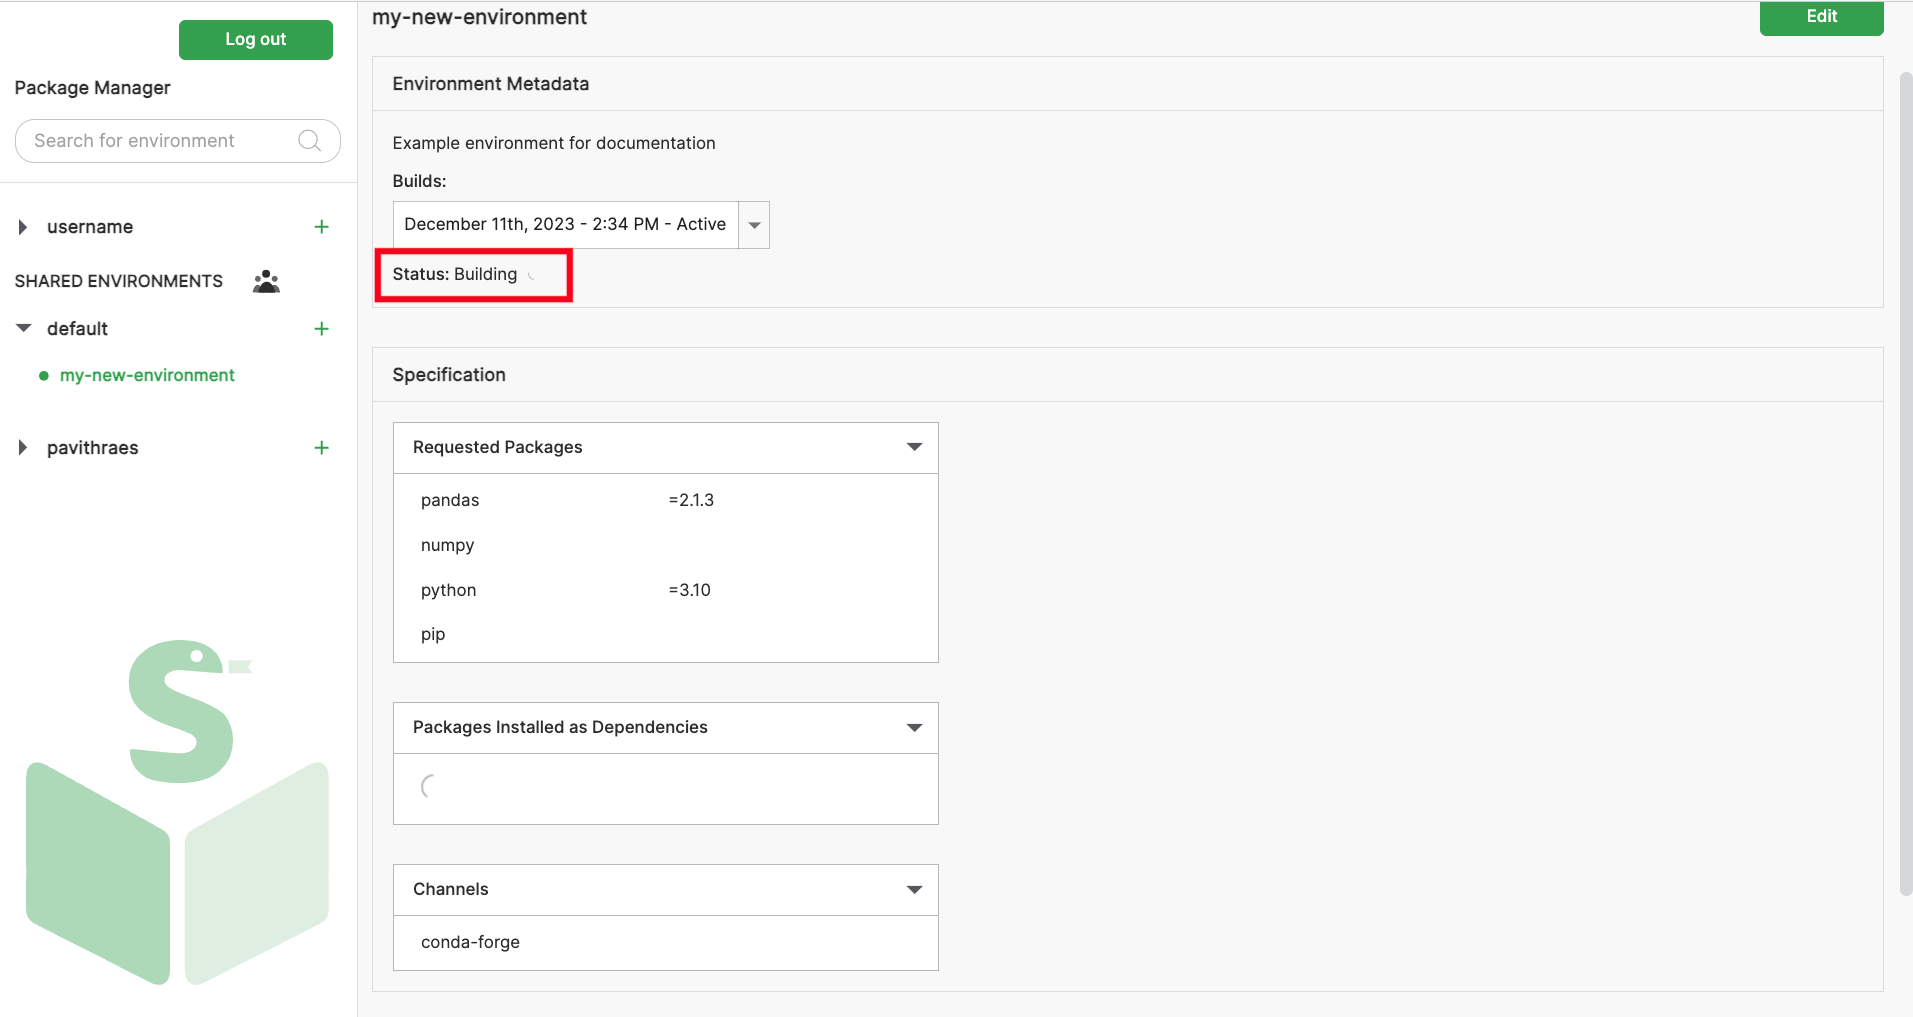 Log out
Package Manager
Search for environment
username +
SHARED ENVIRONMENTS
default +
my-new-environment
pavithraes +
my-new-environment
Edit
Environment Metadata
Example environment for documentation
Builds:
December 11th, 2023 - 2:34 PM - Active
Status: Building
Specification
Requested Packages
pandas =2.1.3
numpy
python =3.10
pip
Packages Installed as Dependencies
Channels
conda-forge